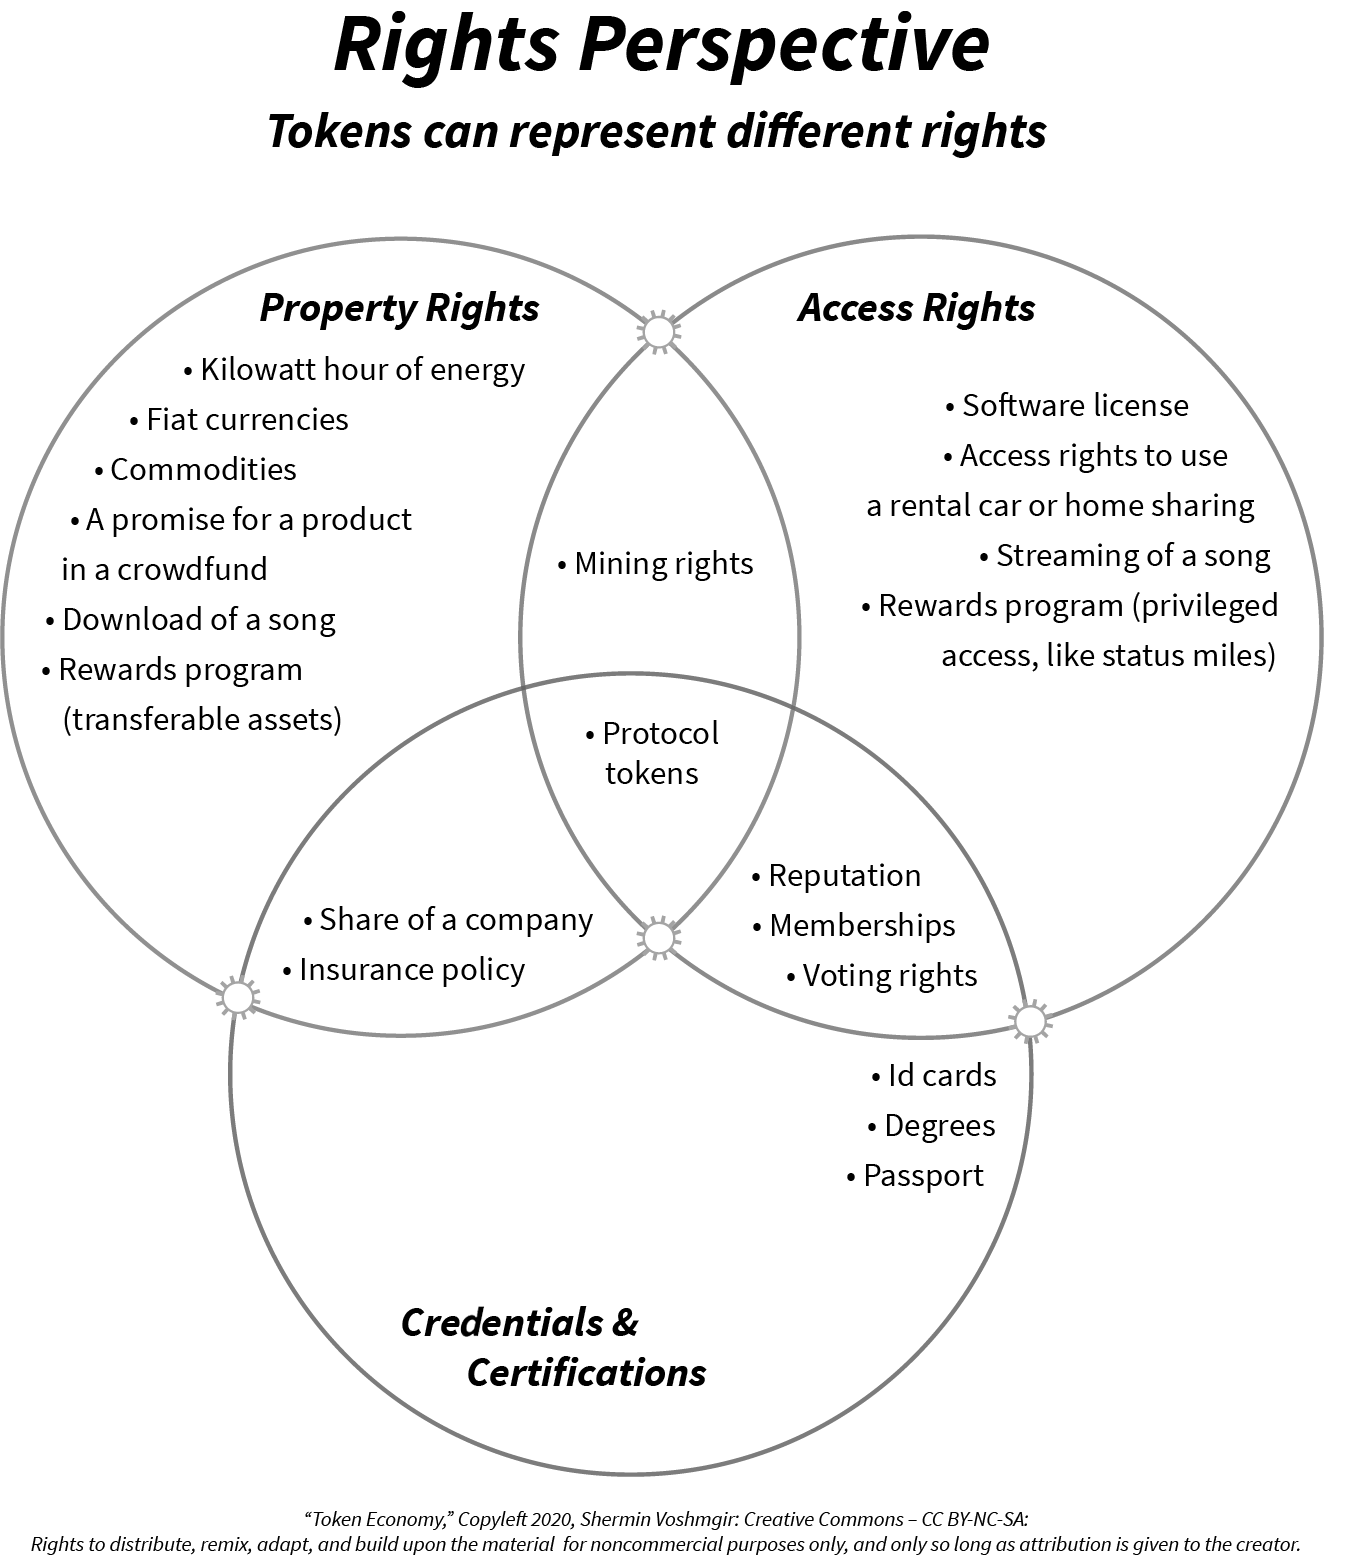 Rights Perspective
Tokens can represent different rights
Property Rights
• Kilowatt hour of energy
• Fiat currencies
• Commodities
• A promise for a product
in a crowdfund
• Download of a song
• Rewards program
(transferable assets)
Access Rights
• Software license
• Access rights to use
a rental car or home sharing
• Streaming of a song
• Rewards program (privileged
access, like status miles)
• Mining rights
• Protocol
tokens
• Share of a company
• Insurance policy
• Reputation
• Memberships
• Voting rights
• Id cards
• Degrees
• Passport
Credentials &
Certifications
“Token Economy,” Copyleft 2020, Shermin Voshmgir: Creative Commons – CC BY-NC-SA:
Rights to distribute, remix, adapt, and build upon the material for noncommercial purposes only, and only so long as attribution is given to the creator.